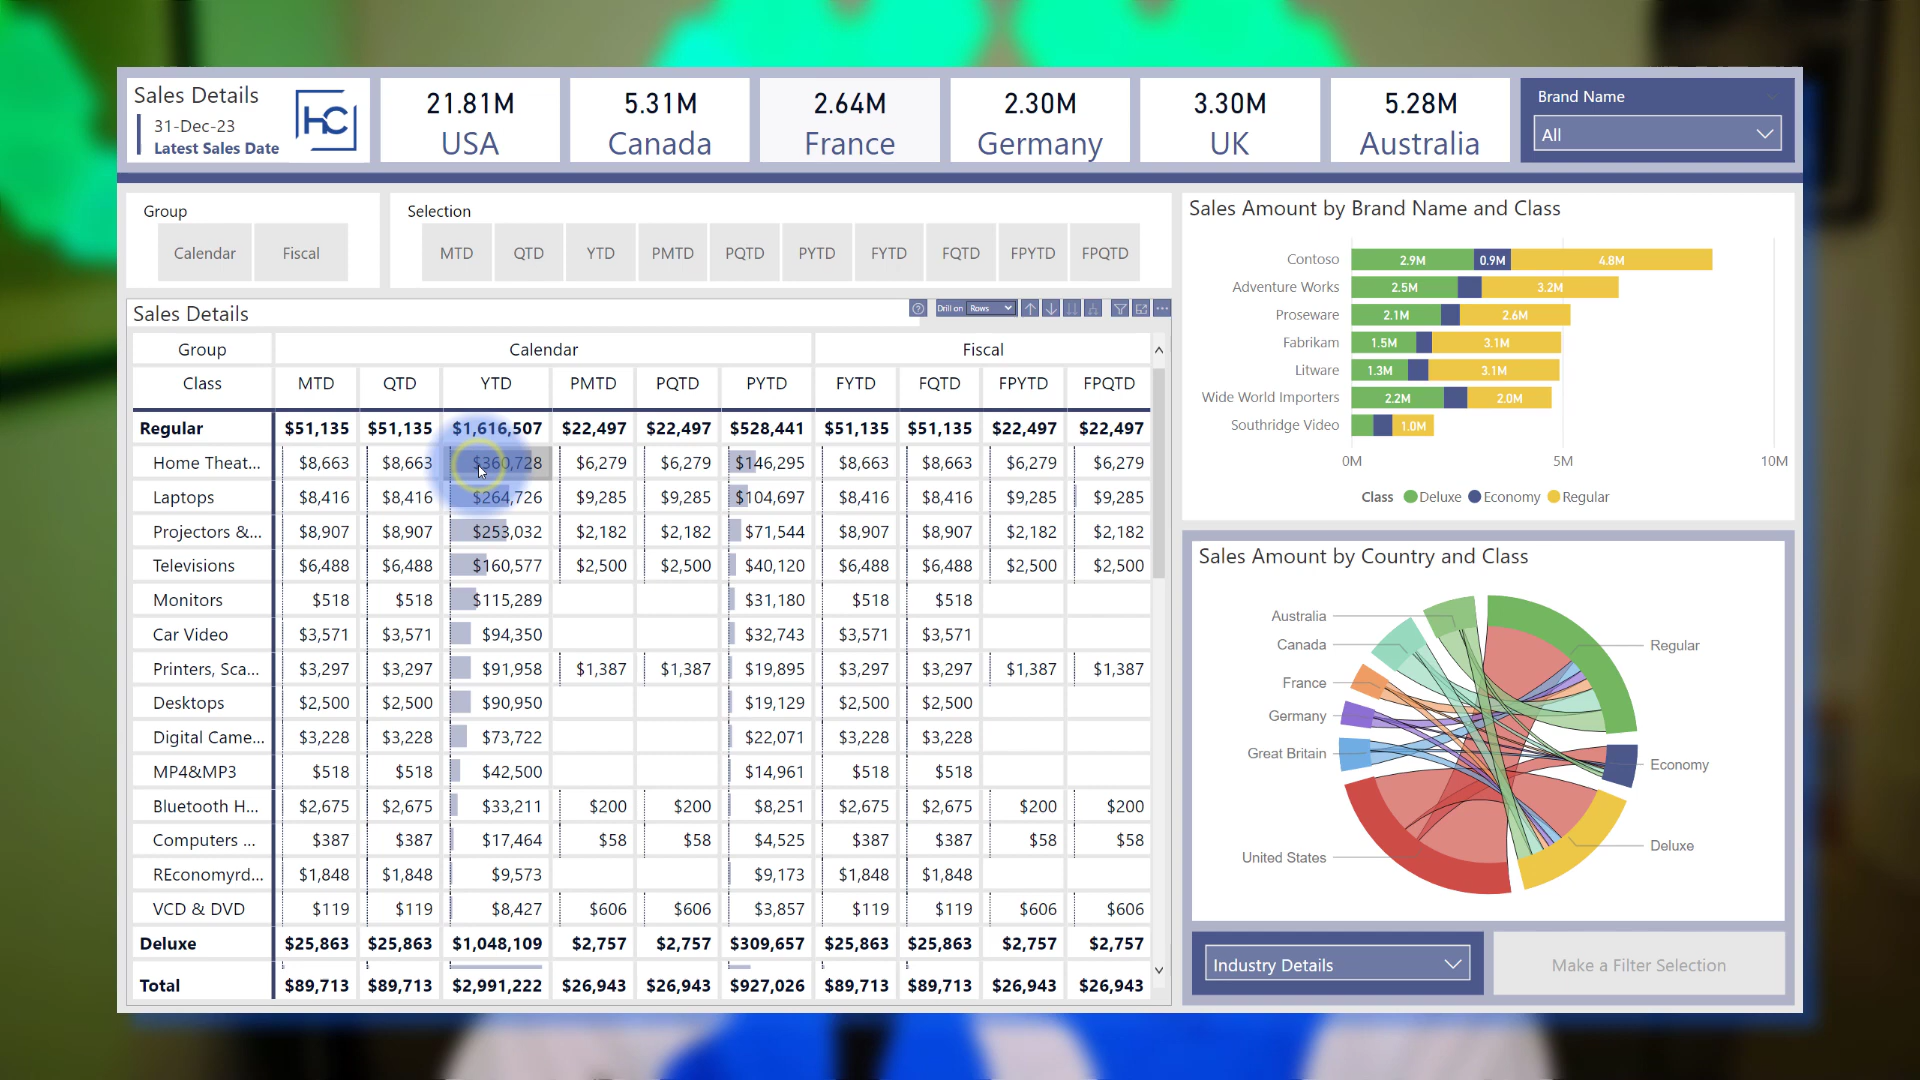 Sales Details
31-Dec-23
Latest Sales Date
hc
21.81M
USA
5.31M
Canada
2.64M
France
2.30M
Germany
3.30M
UK
5.28M
Australia
Brand Name
All
Group
Calendar Fiscal
Selection
MTD QTD YTD PMTD PQTD PYTD FYTD FQTD FPYTD FPQTD
Sales Details
Drill on Rows
Group Calendar Fiscal
Class MTD QTD YTD PMTD PQTD PYTD FYTD FQTD FPYTD FPQTD
Regular $51,135 $51,135 $1,616,507 $22,497 $22,497 $528,441 $51,135 $51,135 $22,497 $22,497
Home Theat... $8,663 $8,663 $360,728 $6,279 $6,279 $146,295 $8,663 $8,663 $6,279 $6,279
Laptops $8,416 $8,416 $264,726 $9,285 $9,285 $104,697 $8,416 $8,416 $9,285 $9,285
Projectors &... $8,907 $8,907 $253,032 $2,182 $2,182 $71,544 $8,907 $8,907 $2,182 $2,182
Televisions $6,488 $6,488 $160,577 $2,500 $2,500 $40,120 $6,488 $6,488 $2,500 $2,500
Monitors $518 $518 $115,289 $31,180 $518 $518
Car Video $3,571 $3,571 $94,350 $32,743 $3,571 $3,571
Printers, Sca... $3,297 $3,297 $91,958 $1,387 $1,387 $19,895 $3,297 $3,297 $1,387 $1,387
Desktops $2,500 $2,500 $90,950 $19,129 $2,500 $2,500
Digital Came... $3,228 $3,228 $73,722 $22,071 $3,228 $3,228
MP4&MP3 $518 $518 $42,500 $14,961 $518 $518
Bluetooth H... $2,675 $2,675 $33,211 $200 $200 $8,251 $2,675 $2,675 $200 $200
Computers ... $387 $387 $17,464 $58 $58 $4,525 $387 $387 $58 $58
REconomyrd... $1,848 $1,848 $9,573 $9,173 $1,848 $1,848
VCD & DVD $119 $119 $8,427 $606 $606 $3,857 $119 $119 $606 $606
Deluxe $25,863 $25,863 $1,048,109 $2,757 $2,757 $309,657 $25,863 $25,863 $2,757 $2,757
Total $89,713 $89,713 $2,991,222 $26,943 $26,943 $927,026 $89,713 $89,713 $26,943 $26,943
Sales Amount by Brand Name and Class
Contoso 2.9M 0.9M 4.8M
Adventure Works 2.5M 3.2M
Proseware 2.1M 2.6M
Fabrikam 1.5M 3.1M
Litware 1.3M 3.1M
Wide World Importers 2.2M 2.0M
Southridge Video 1.0M
0M 5M 10M
Class Deluxe Economy Regular
Sales Amount by Country and Class
Australia
Canada
France
Germany
Great Britain
United States
Regular
Economy
Deluxe
Industry Details
Make a Filter Selection